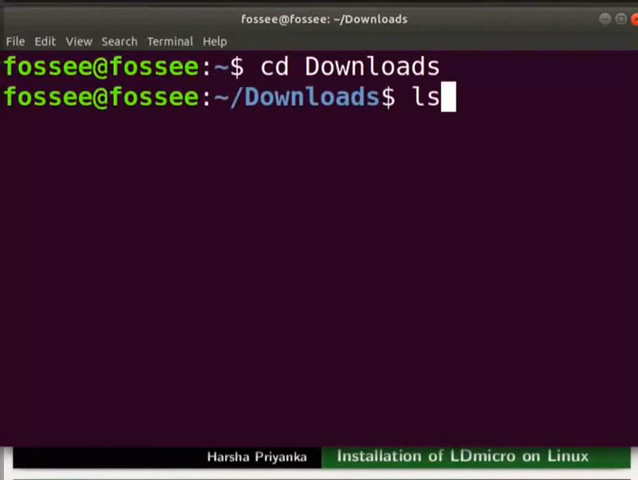 fossee@fossee: ~/Downloads
File Edit View Search Terminal Help
fossee@fossee:~$ cd Downloads
fossee@fossee:~/Downloads$ ls
Harsha Priyanka Installation of LDmicro on Linux